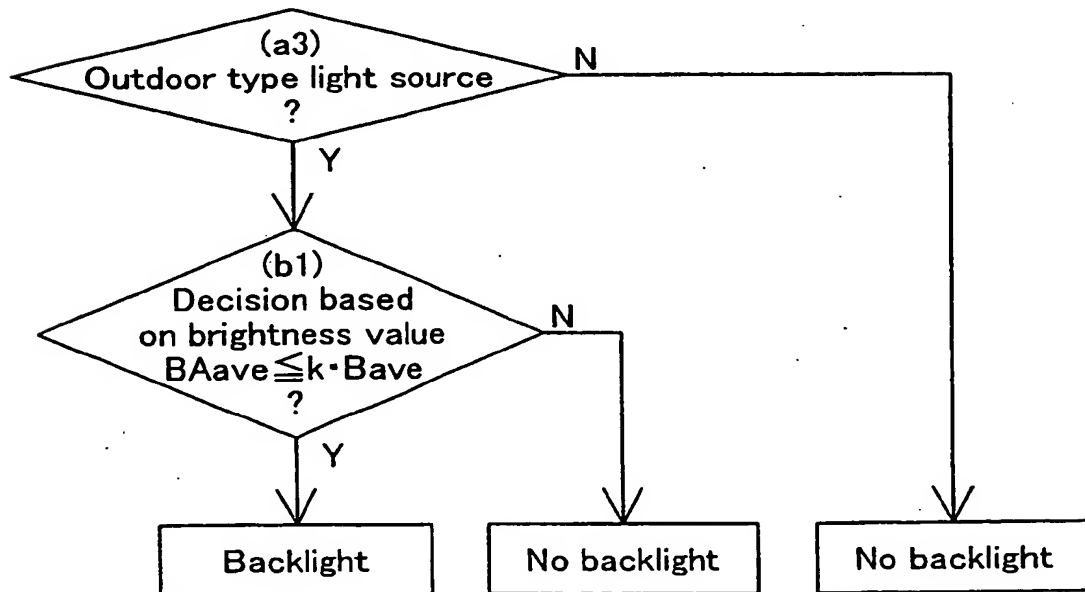 (a3)
Outdoor type light source
?
N
Y
(b1)
Decision based
on brightness value
BAave≦k·Bave
?
N
Y
Backlight
No backlight
No backlight